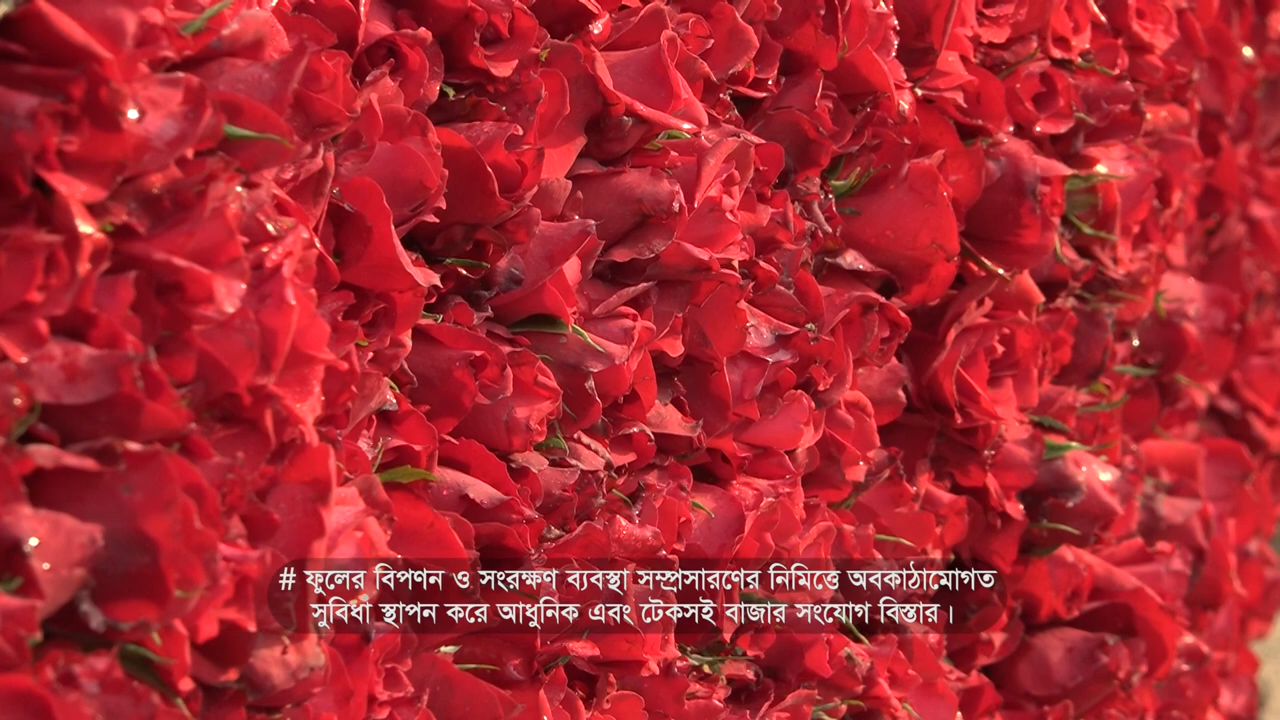 # ফুলের বিপণন ও সংরক্ষণ ব্যবস্থা সম্প্রসারণের নিমিত্তে অবকাঠামোগত
সুবিধা স্থাপন করে আধুনিক এবং টেকসই বাজার সংযোগ বিস্তার।